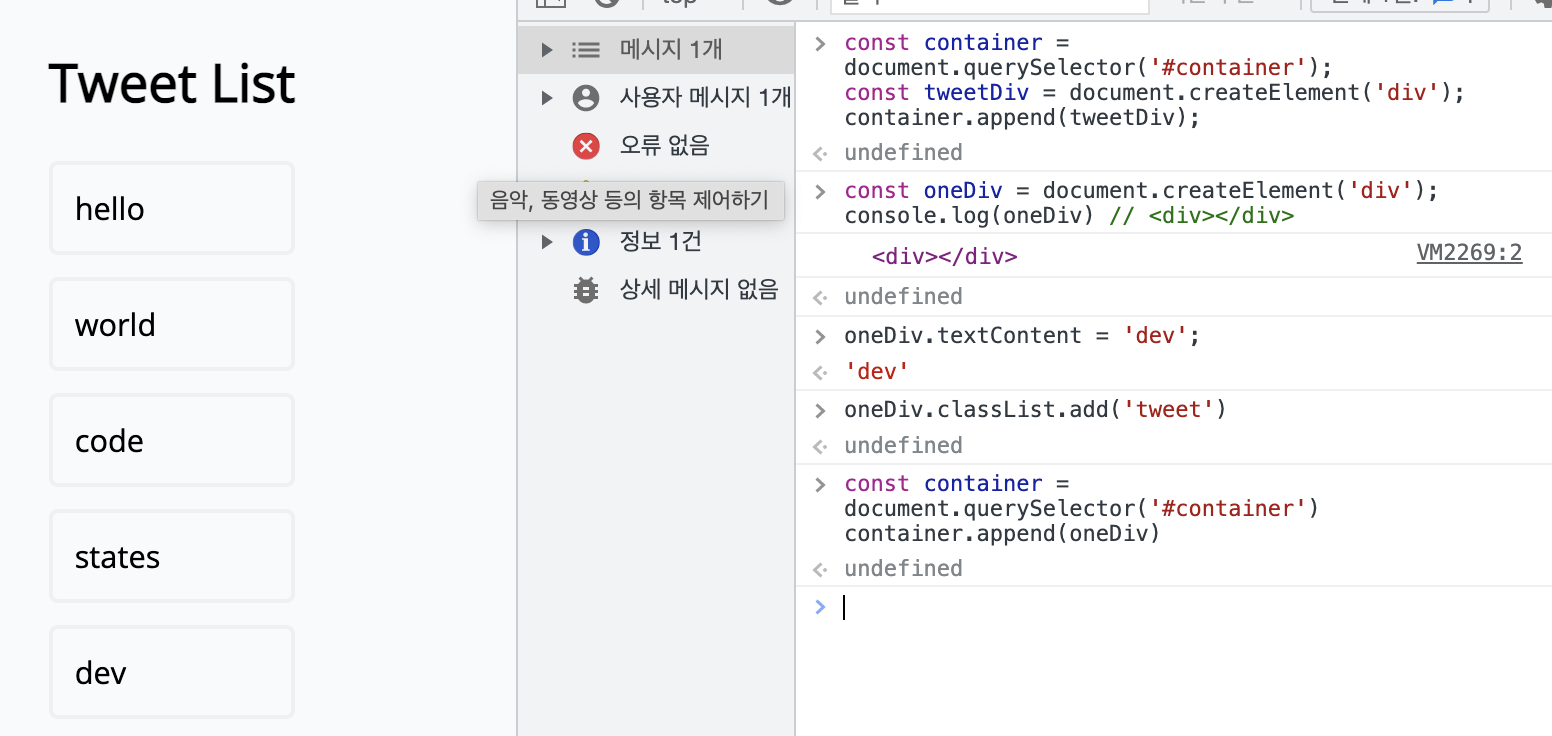 Tweet List
hello
world
code
states
dev
top
메시지 1개
사용자 메시지 1개
오류 없음
음악, 동영상 등의 항목 제어하기
정보 1건
상세 메시지 없음
const container =
document.querySelector('#container');
const tweetDiv = document.createElement('div');
container.append(tweetDiv);
undefined
const oneDiv = document.createElement('div');
console.log(oneDiv) // <div></div>
<div></div> VM2269:2
undefined
oneDiv.textContent = 'dev';
'dev'
oneDiv.classList.add('tweet')
undefined
const container =
document.querySelector('#container')
container.append(oneDiv)
undefined